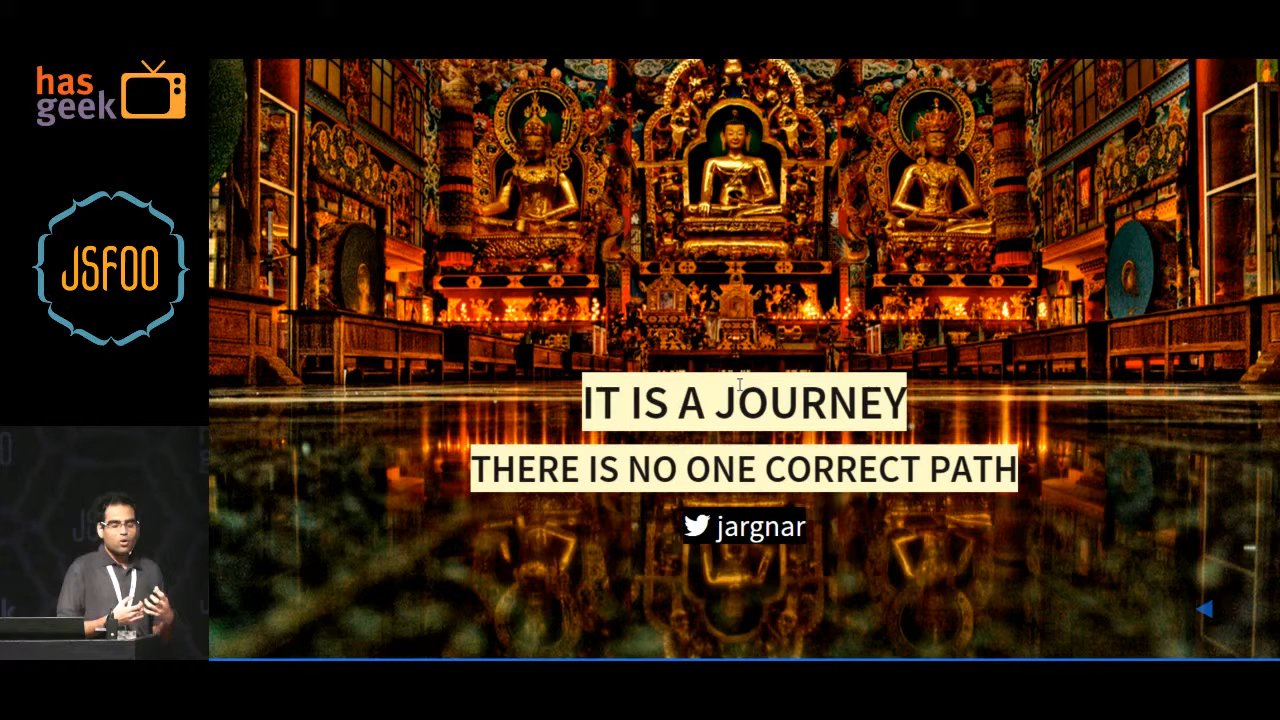 has
geek
JSFOO
IT IS A JOURNEY
THERE IS NO ONE CORRECT PATH
jargnar